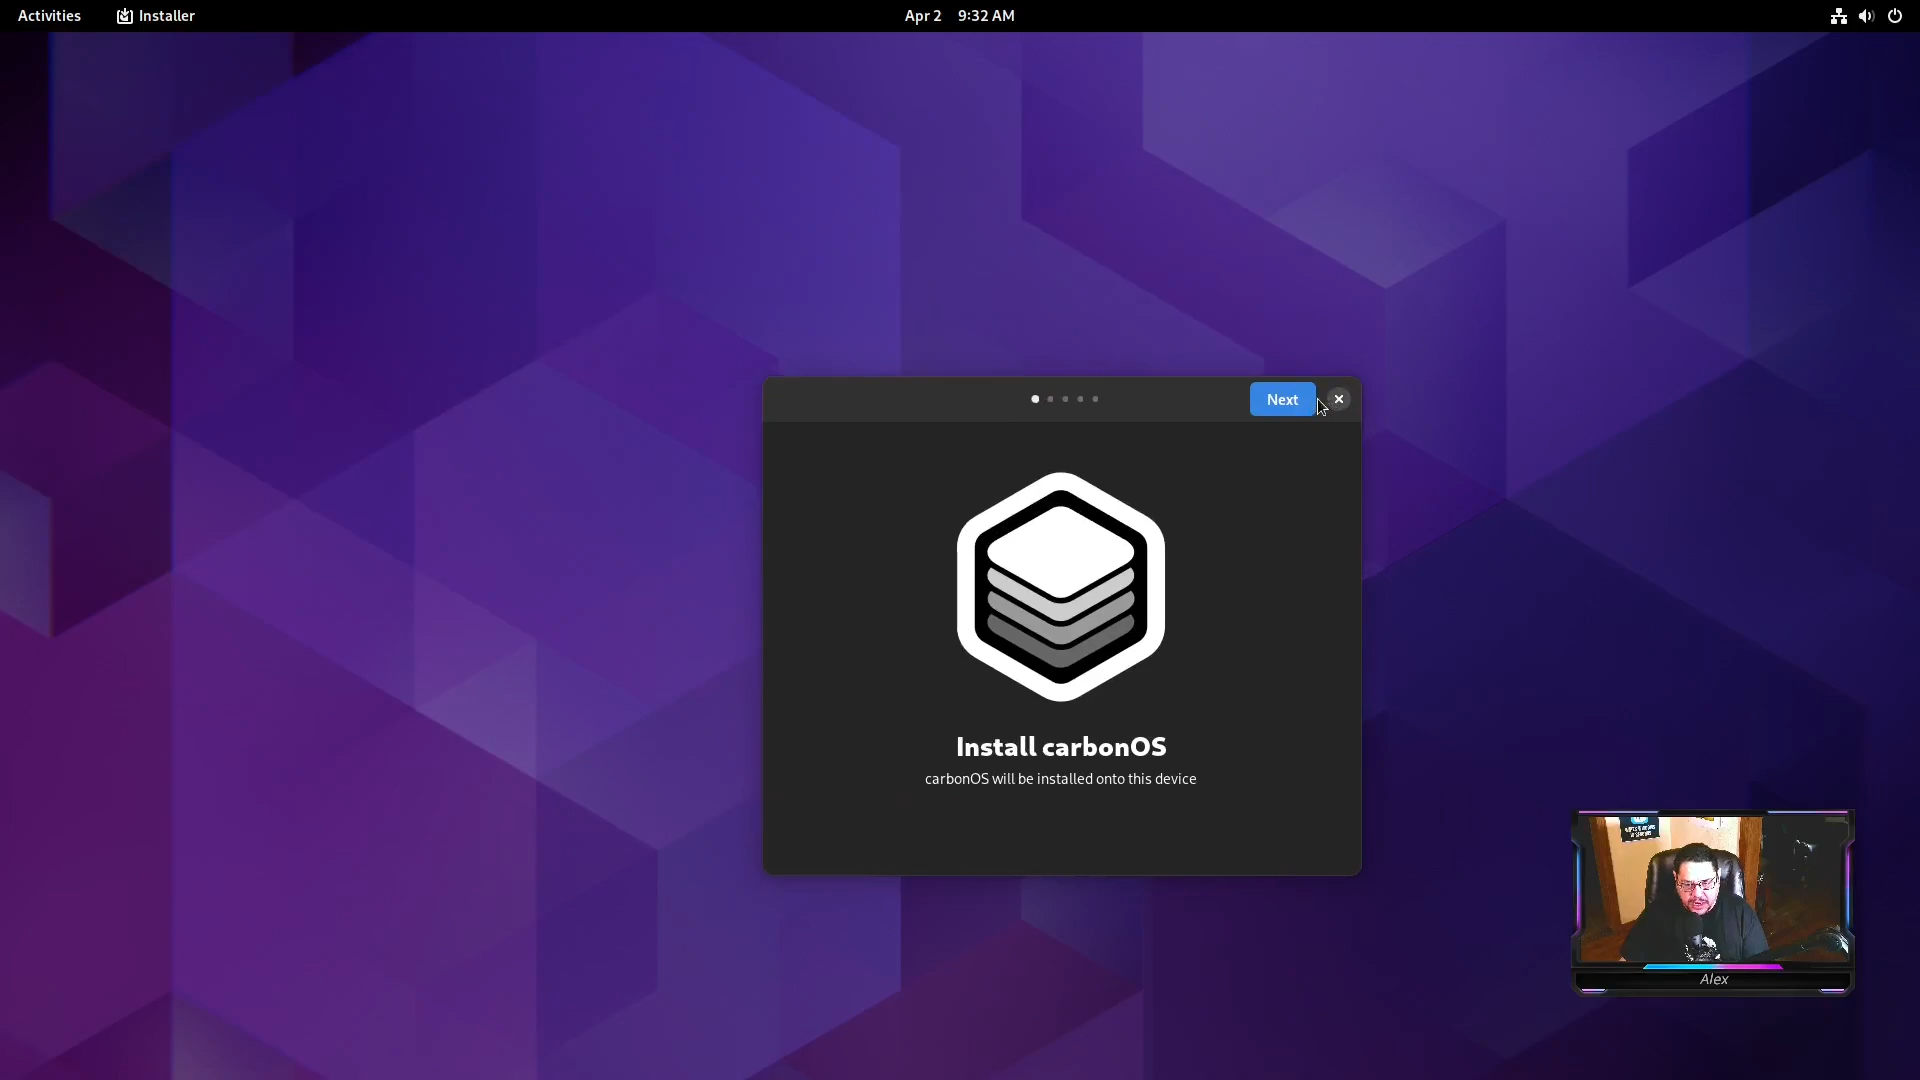 Activities
Installer
Apr 2 9:32 AM
Next
Install carbonOS
carbonOS will be installed onto this device
Alex